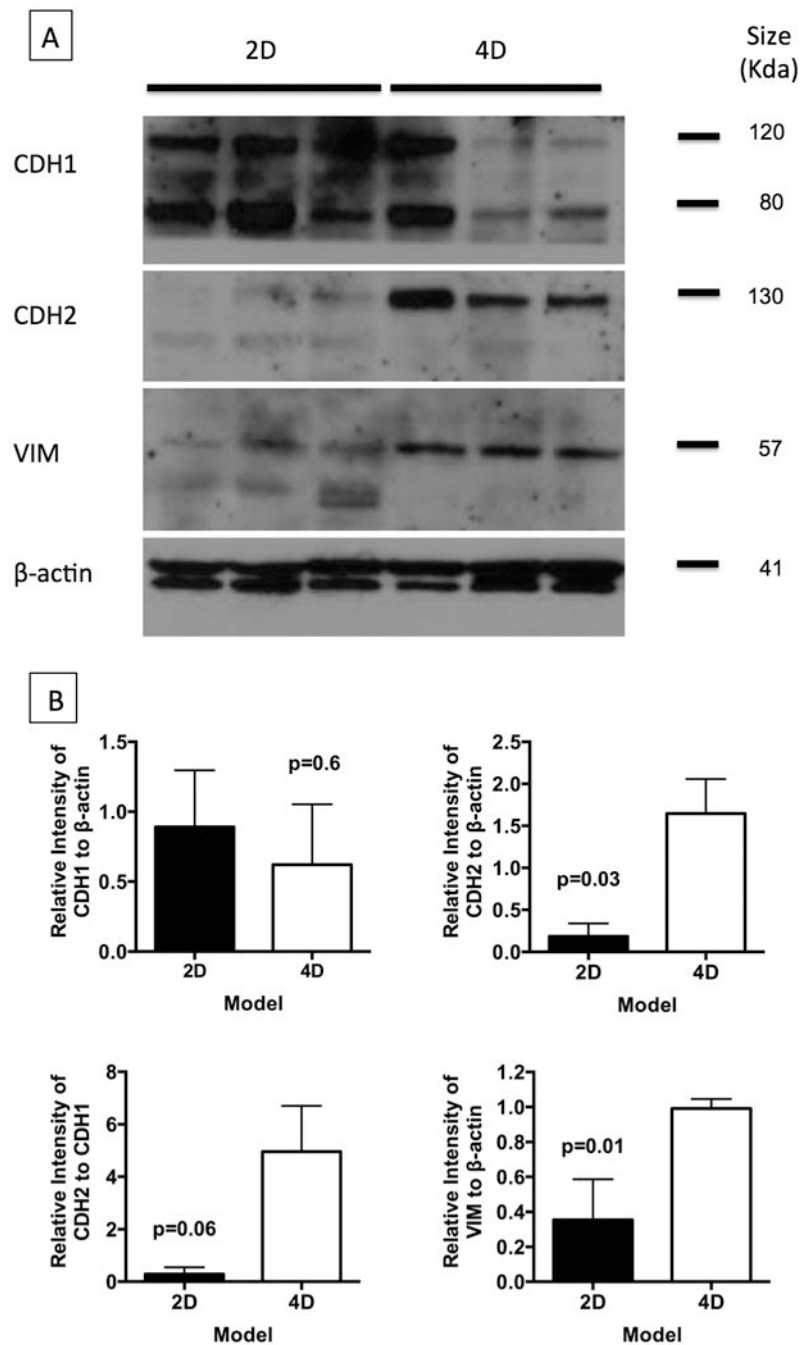 A
2D
4D
Size
(Kda)
CDH1
120
80
CDH2
130
VIM
57
β-actin
41
B
Relative Intensity of
CDH1 to β-actin
1.5
1.0
0.5
0.0
p=0.6
2D
4D
Model
Relative Intensity of
CDH2 to β-actin
2.5
2.0
1.5
1.0
0.5
0.0
p=0.03
2D
4D
Model
Relative Intensity of
CDH2 to CDH1
8
6
4
2
0
p=0.06
2D
4D
Model
Relative Intensity of
VIM to β-actin
1.2
1.0
0.8
0.6
0.4
0.2
0.0
p=0.01
2D
4D
Model